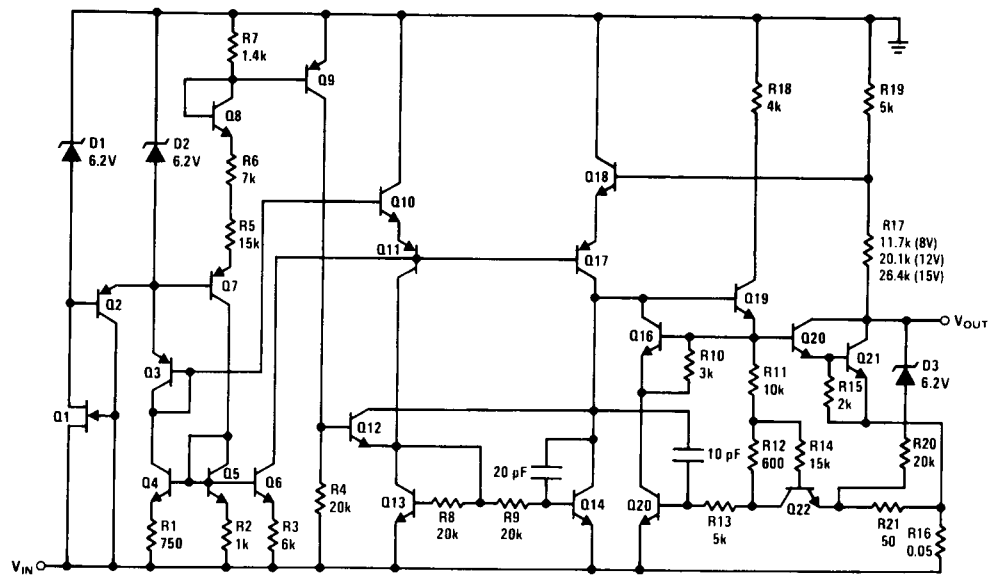 R7
1.4k
Q9
R18
4k
R19
5k
Q8
D1
6.2V
D2
6.2V
R6
7k
Q18
Q10
R5
15k
R17
11.7k (8V)
20.1k (12V)
26.4k (15V)
Q11
Q17
Q2
Q7
Q19
VOUT
Q16
Q20
Q21
R10
3k
Q3
R11
10k
R15
2k
D3
6.2V
Q1
Q12
10 pF
R12
600
R14
15k
20 pF
R20
20k
Q4
Q5
Q6
R4
20k
Q13
R8
20k
R9
20k
Q14
Q20
R13
5k
Q22
R21
50
R16
0.05
R1
750
R2
1k
R3
6k
VIN